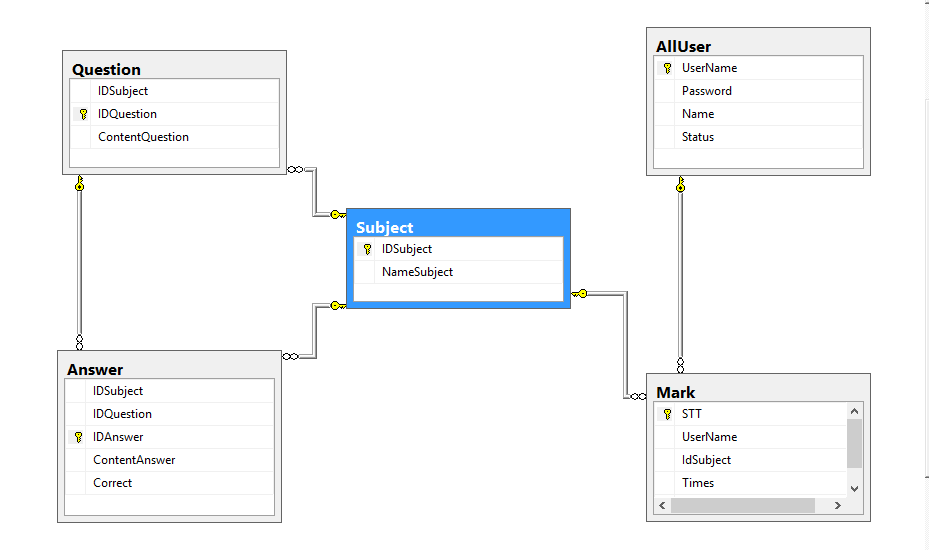 Question
IDSubject
IDQuestion
ContentQuestion
AllUser
UserName
Password
Name
Status
Subject
IDSubject
NameSubject
Answer
IDSubject
IDQuestion
IDAnswer
ContentAnswer
Correct
Mark
STT
UserName
IdSubject
Times